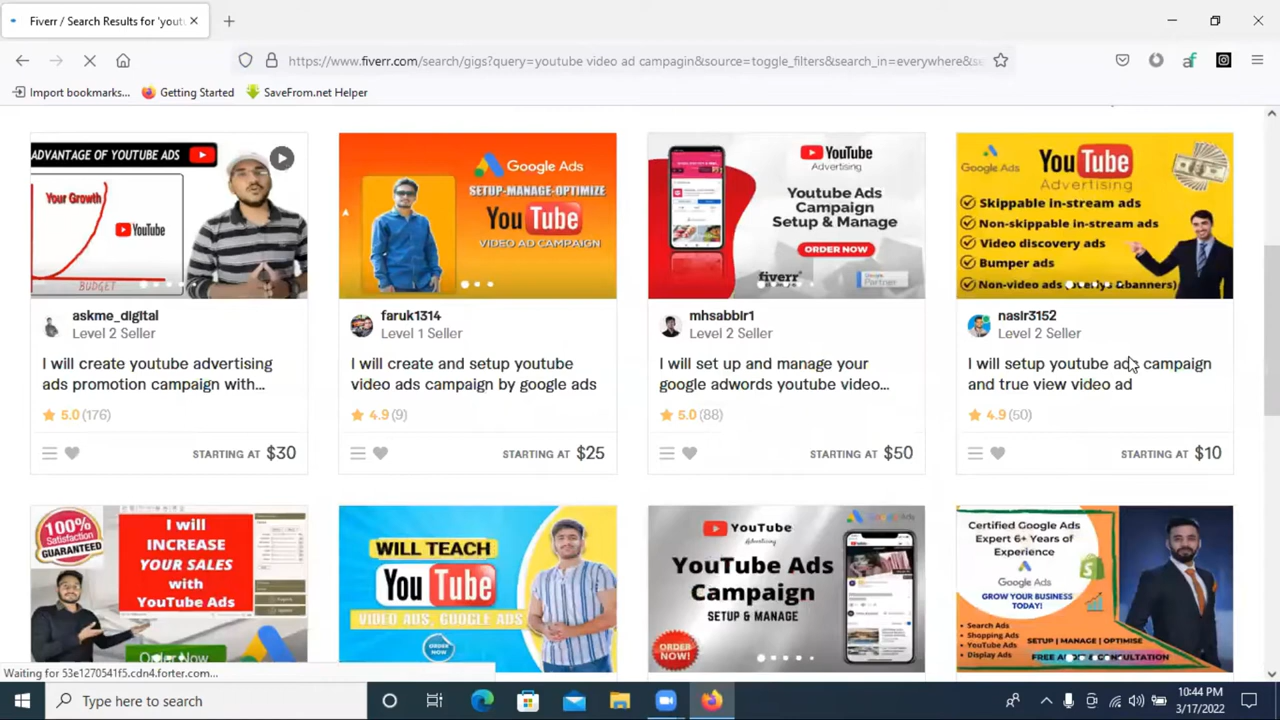 Fiverr / Search Results for 'yout
https://www.fiverr.com/search/gigs?query=youtube video ad campagin&source=toggle_filters&search_in=everywhere&s
Import bookmarks...
Getting Started
SaveFrom.net Helper
ADVANTAGE OF YOUTUBE ADS
Your Growth
YouTube
BUDGET
askme_digital
Level 2 Seller
I will create youtube advertising
ads promotion campaign with...
5.0 (176)
STARTING AT $30
Google Ads
SETUP-MANAGE-OPTIMIZE
YouTube
VIDEO AD CAMPAIGN
faruk1314
Level 1 Seller
I will create and setup youtube
video ads campaign by google ads
4.9 (9)
STARTING AT $25
YouTube
Advertising
Youtube Ads
Campaign
Setup & Manage
ORDER NOW
fiverr
Google
Partner
mhsabbir1
Level 2 Seller
I will set up and manage your
google adwords youtube video...
5.0 (88)
STARTING AT $50
Google Ads
YouTube
Advertising
Skippable in-stream ads
Non-skippable in-stream ads
Video discovery ads
Bumper ads
nasir3152
Level 2 Seller
I will setup youtube ads campaign
and true view video ad
4.9 (50)
STARTING AT $10
100%
Satisfaction
GUARANTEED
I will
INCREASE
YOUR SALES
with
YouTube Ads
Order Now
WILL TEACH
YouTube
VIDEO ADS, GOOGLE ADS
YouTube
Advertising
GoogleAds
YouTube Ads
Campaign
SETUP & MANAGE
ORDER
NOW!
Certified Google Ads
Expert 6+ Years of
Experience
Google Ads
GROW YOUR BUSINESS
TODAY!
Search Ads
Shopping Ads
YouTube Ads
Display Ads
SETUP | MANAGE | OPTIMISE
FREE AUDIT & CONSULTATION
Waiting for 53e1270541f5.cdn4.forter.com...
Type here to search
10:44 PM
3/17/2022